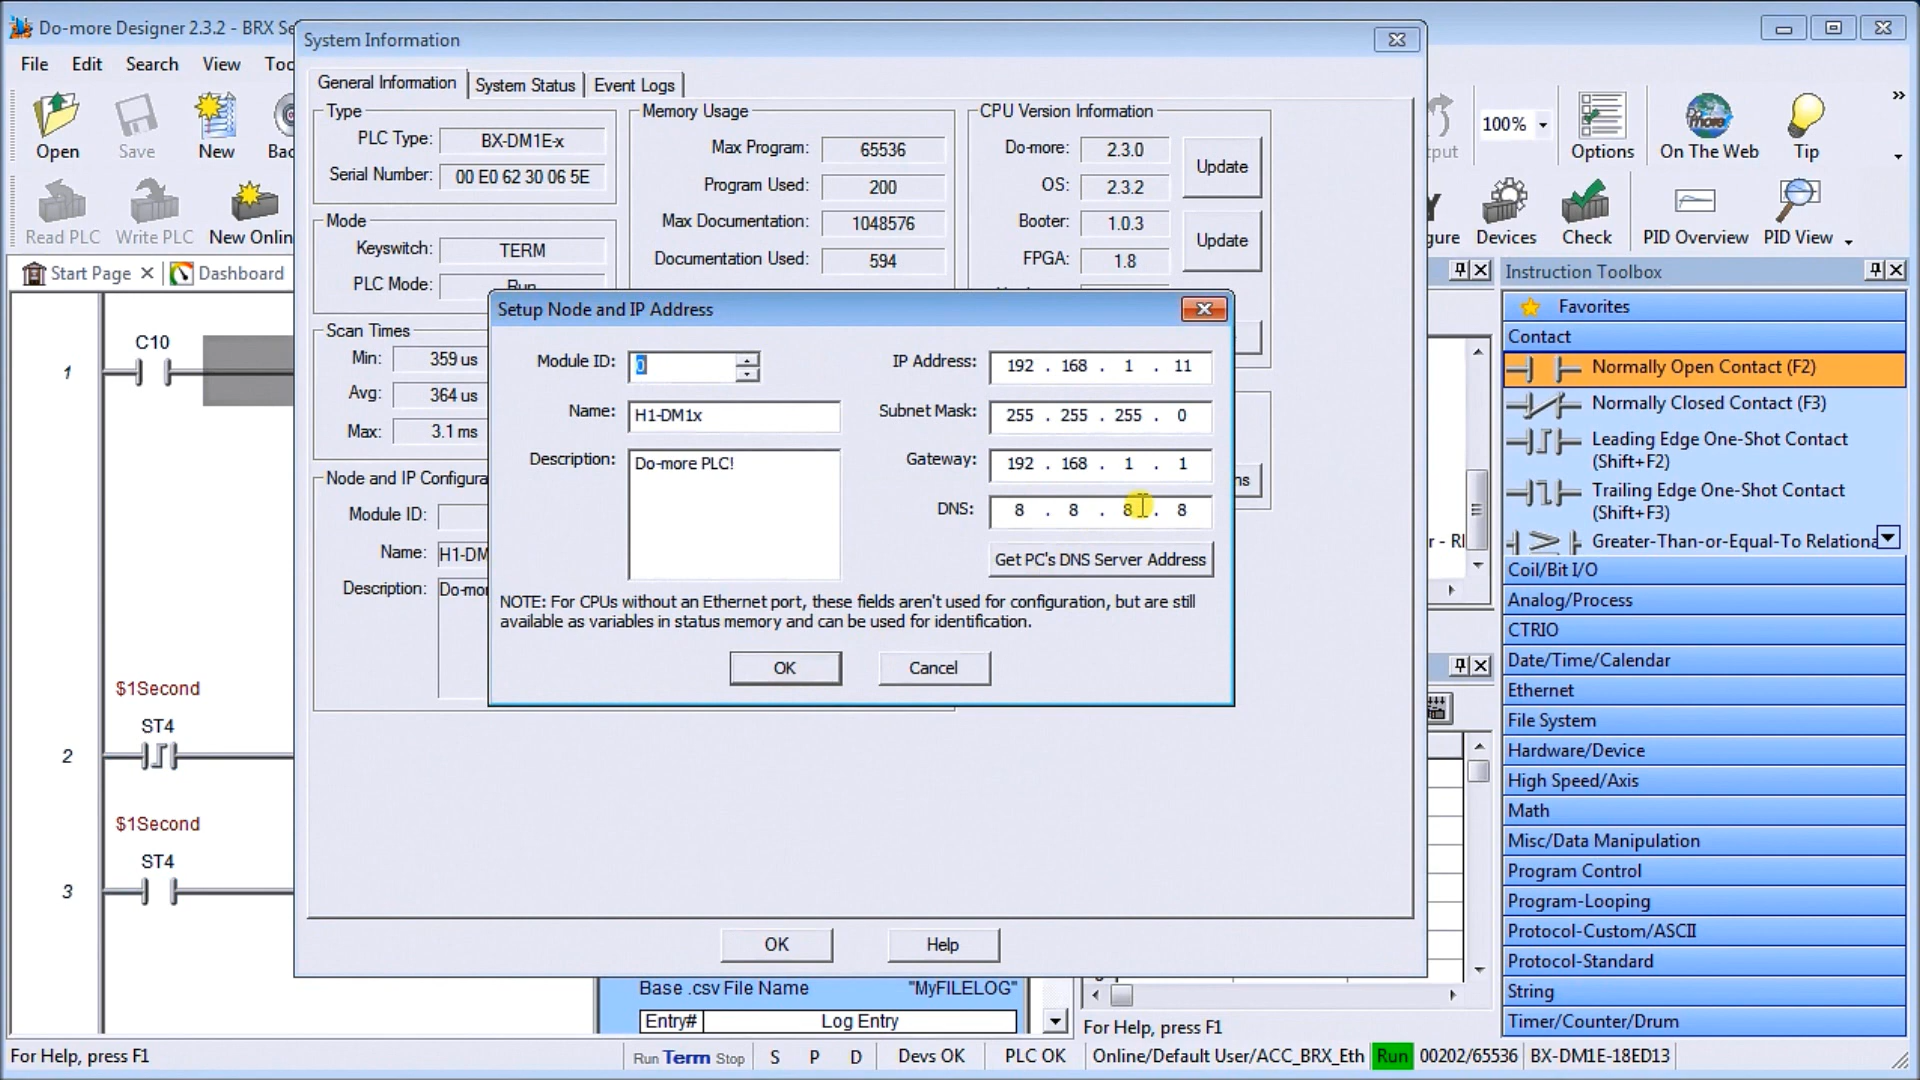 Do-more Designer 2.3.2 - BRX Se
System Information
File Edit Search View Too
General Information System Status Event Logs
Type
PLC Type: BX-DM1E-x
Serial Number: 00 E0 62 30 06 5E
Memory Usage
Max Program: 65536
Program Used: 200
Max Documentation: 1048576
Documentation Used: 594
CPU Version Information
Do-more: 2.3.0
OS: 2.3.2
Booter: 1.0.3
FPGA: 1.8
Update
Update
Open Save New Bac
Read PLC Write PLC New Onlin
100%
Options On The Web Tip
gure Devices Check PID Overview PID View
Mode
Keyswitch: TERM
PLC Mode: Run
Start Page Dashboard
Scan Times
Min: 359 us
Avg: 364 us
Max: 3.1 ms
Node and IP Configura
Module ID:
Name: H1-DM
Description: Do-mor
Setup Node and IP Address
Module ID: 0
Name: H1-DM1x
Description: Do-more PLC!
IP Address: 192 . 168 . 1 . 11
Subnet Mask: 255 . 255 . 255 . 0
Gateway: 192 . 168 . 1 . 1
DNS: 8 . 8 . 8 . 8
Get PC's DNS Server Address
NOTE: For CPUs without an Ethernet port, these fields aren't used for configuration, but are still
available as variables in status memory and can be used for identification.
OK Cancel
ns
OK Help
C10
1
$1Second
ST4
2
$1Second
ST4
3
Base .csv File Name "MyFILELOG"
Entry# Log Entry
For Help, press F1
Instruction Toolbox
Favorites
Contact
Normally Open Contact (F2)
Normally Closed Contact (F3)
Leading Edge One-Shot Contact
(Shift+F2)
Trailing Edge One-Shot Contact
(Shift+F3)
Greater-Than-or-Equal-To Relationa
Coil/Bit I/O
Analog/Process
CTRIO
Date/Time/Calendar
Ethernet
File System
Hardware/Device
High Speed/Axis
Math
Misc/Data Manipulation
Program Control
Program-Looping
Protocol-Custom/ASCII
Protocol-Standard
String
Timer/Counter/Drum
For Help, press F1
Run Term Stop S P D Devs OK PLC OK Online/Default User/ACC_BRX_Eth Run 00202/65536 BX-DM1E-18ED13